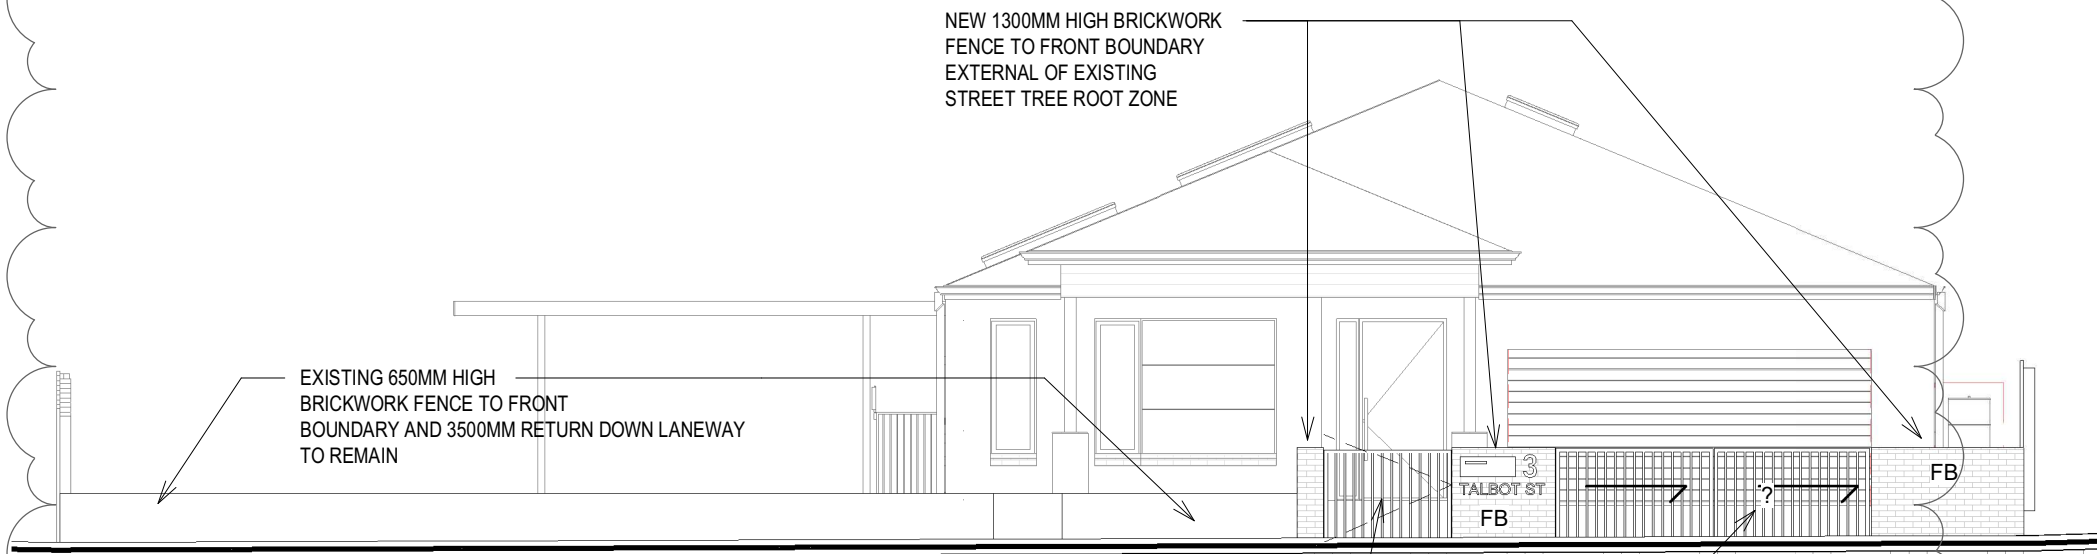 NEW 1300MM HIGH BRICKWORK
FENCE TO FRONT BOUNDARY
EXTERNAL OF EXISTING
STREET TREE ROOT ZONE
EXISTING 650MM HIGH
BRICKWORK FENCE TO FRONT
BOUNDARY AND 3500MM RETURN DOWN LANEWAY
TO REMAIN
3
TALBOT ST
FB
?
FB